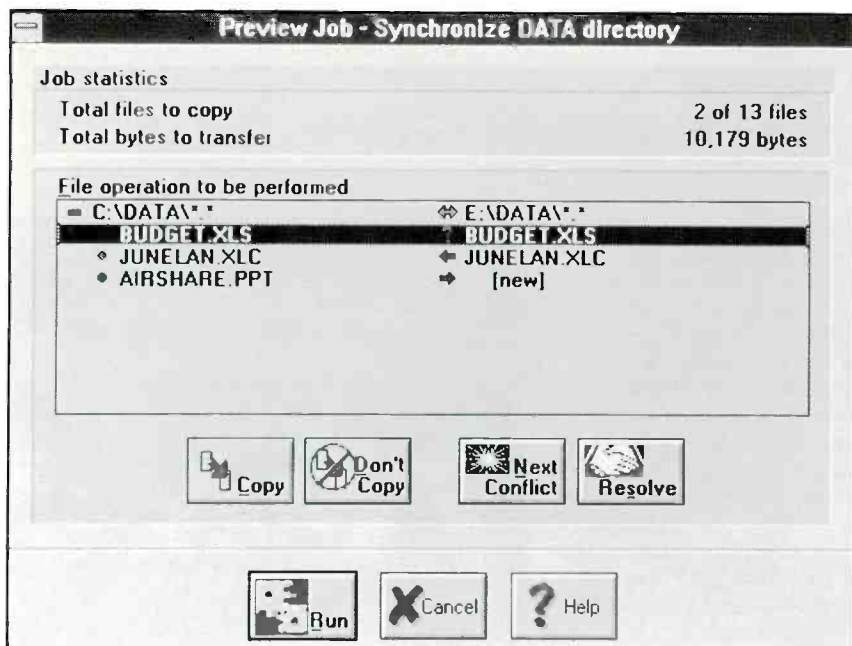 Preview Job - Synchronize DATA directory
Job statistics
Total files to copy 2 of 13 files
Total bytes to transfer 10,179 bytes
File operation to be performed
C:\DATA\*.* E:\DATA\*.*
BUDGET.XLS ? BUDGET.XLS
JUNELAN.XLC JUNELAN.XLC
AIRSHARE.PPT [new]
Copy
Don't Copy
Next Conflict
Resolve
Run
Cancel
? Help